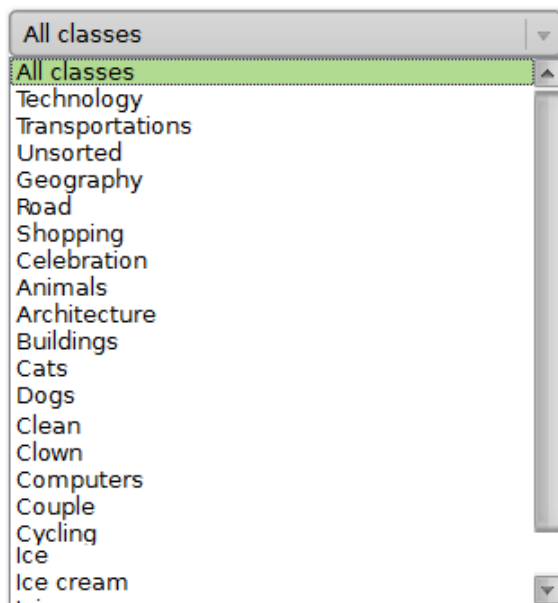 All classes
All classes
Technology
Transportations
Unsorted
Geography
Road
Shopping
Celebration
Animals
Architecture
Buildings
Cats
Dogs
Clean
Clown
Computers
Couple
Cycling
Ice
Ice cream